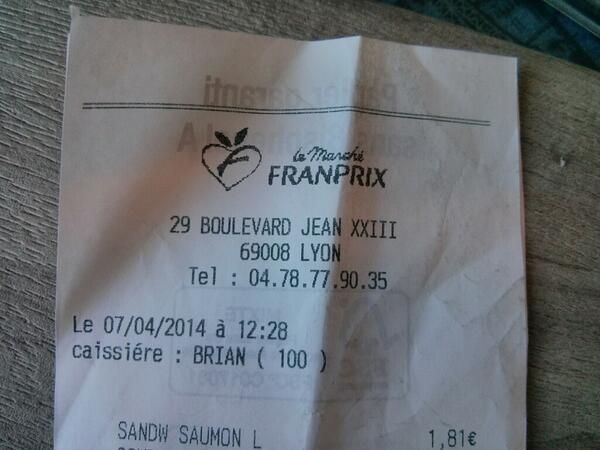 le Marché
FRANPRIX
29 BOULEVARD JEAN XXIII
69008 LYON
Tel : 04.78.77.90.35
Le 07/04/2014 à 12:28
caissiére : BRIAN ( 100 )
SANDW SAUMON L 1,81€